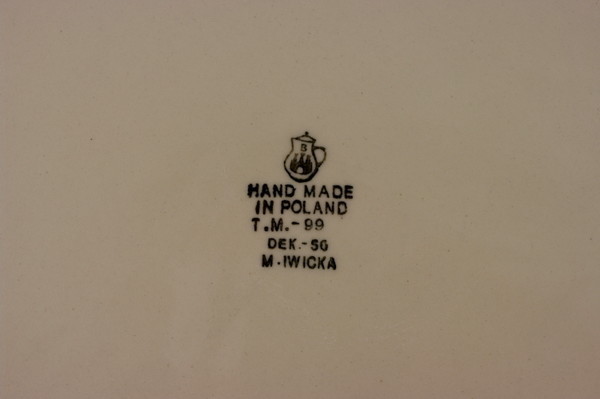 B
HAND MADE
IN POLAND
T.M.-99
DEK.-SG
M.IWICKA